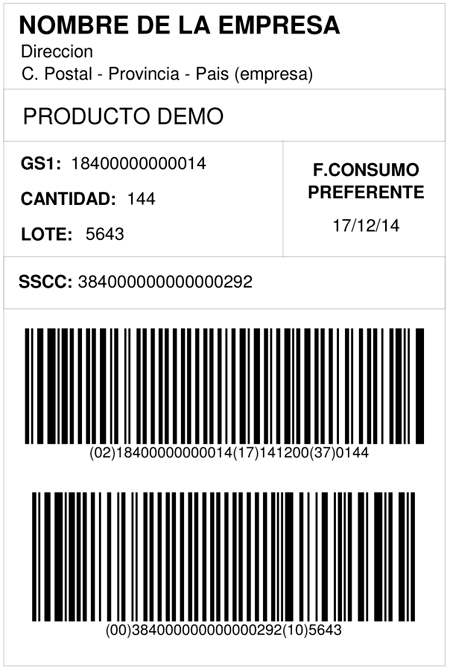 NOMBRE DE LA EMPRESA
Direccion
C. Postal - Provincia - Pais (empresa)
PRODUCTO DEMO
GS1: 18400000000014
CANTIDAD: 144
LOTE: 5643
F.CONSUMO
PREFERENTE
17/12/14
SSCC: 384000000000000292
(02)18400000000014(17)141200(37)0144
(00)384000000000000292(10)5643